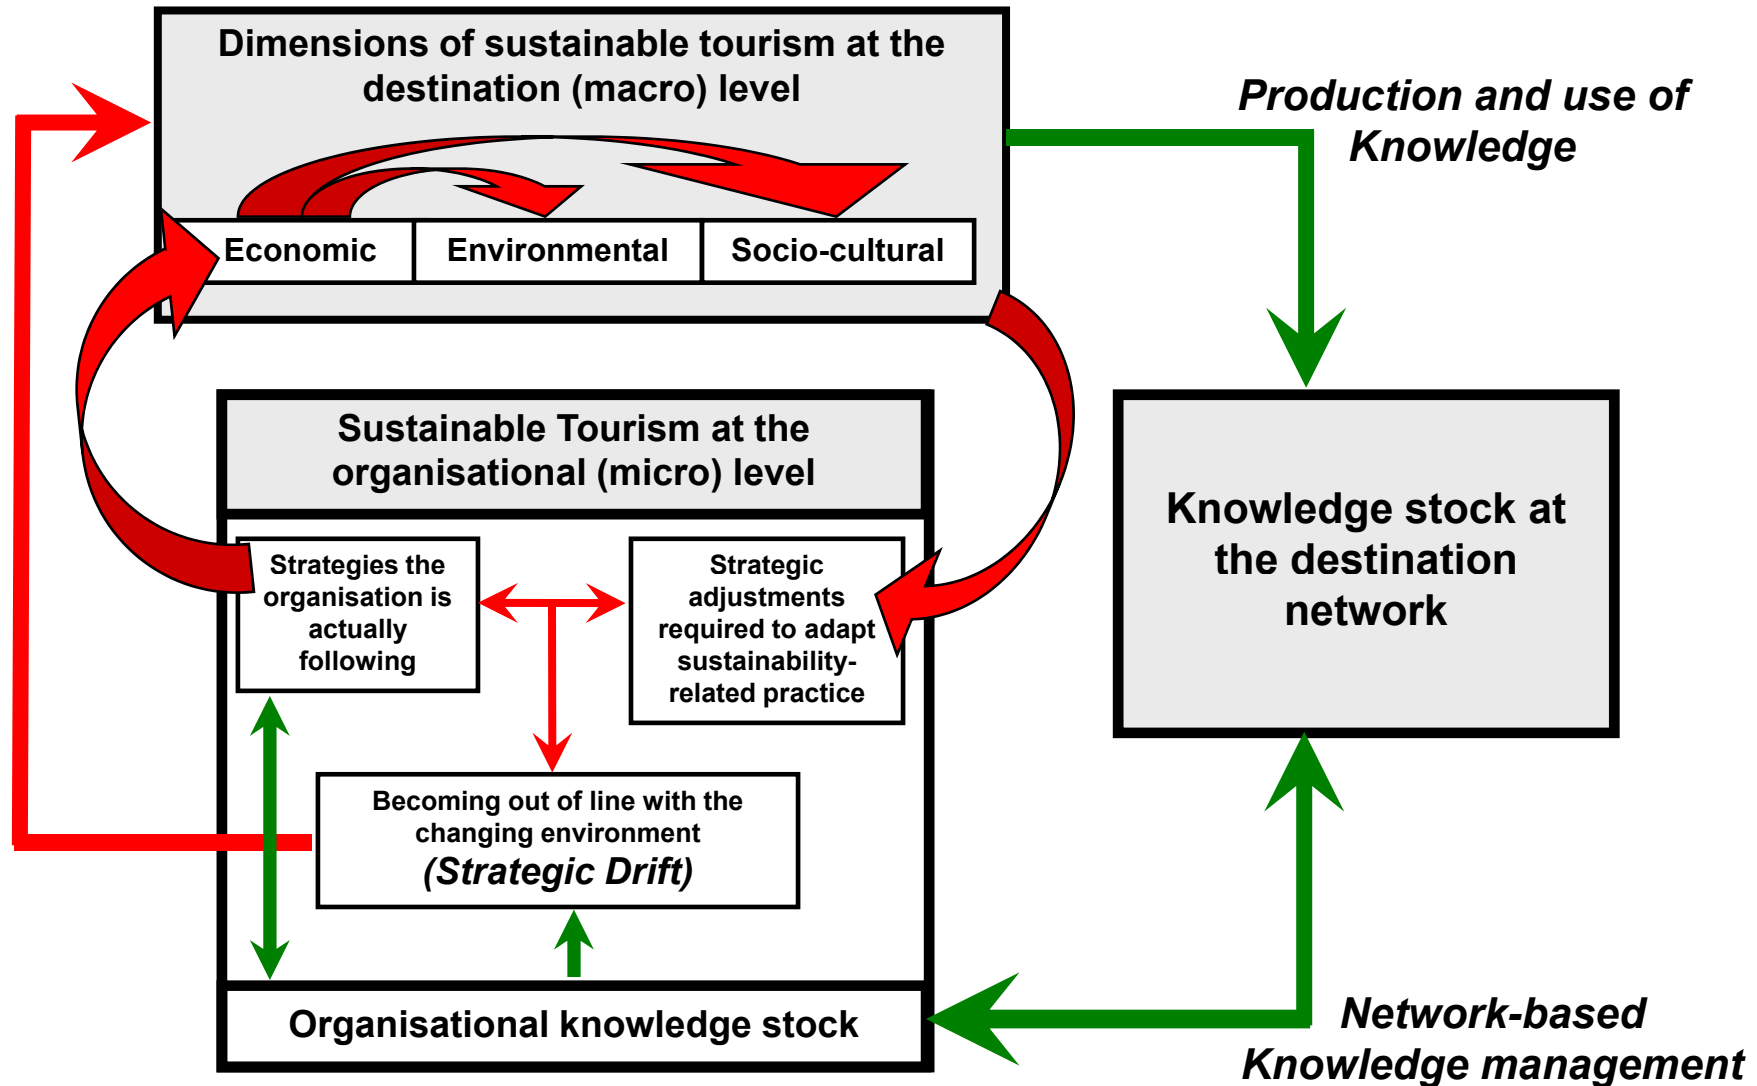 Dimensions of sustainable tourism at the
destination (macro) level
Economic
Environmental
Socio-cultural
Production and use of
Knowledge
Sustainable Tourism at the
organisational (micro) level
Strategies the
organisation is
actually
following
Strategic
adjustments
required to adapt
sustainability-
related practice
Becoming out of line with the
changing environment
(Strategic Drift)
Organisational knowledge stock
Knowledge stock at
the destination
network
Network-based
Knowledge management